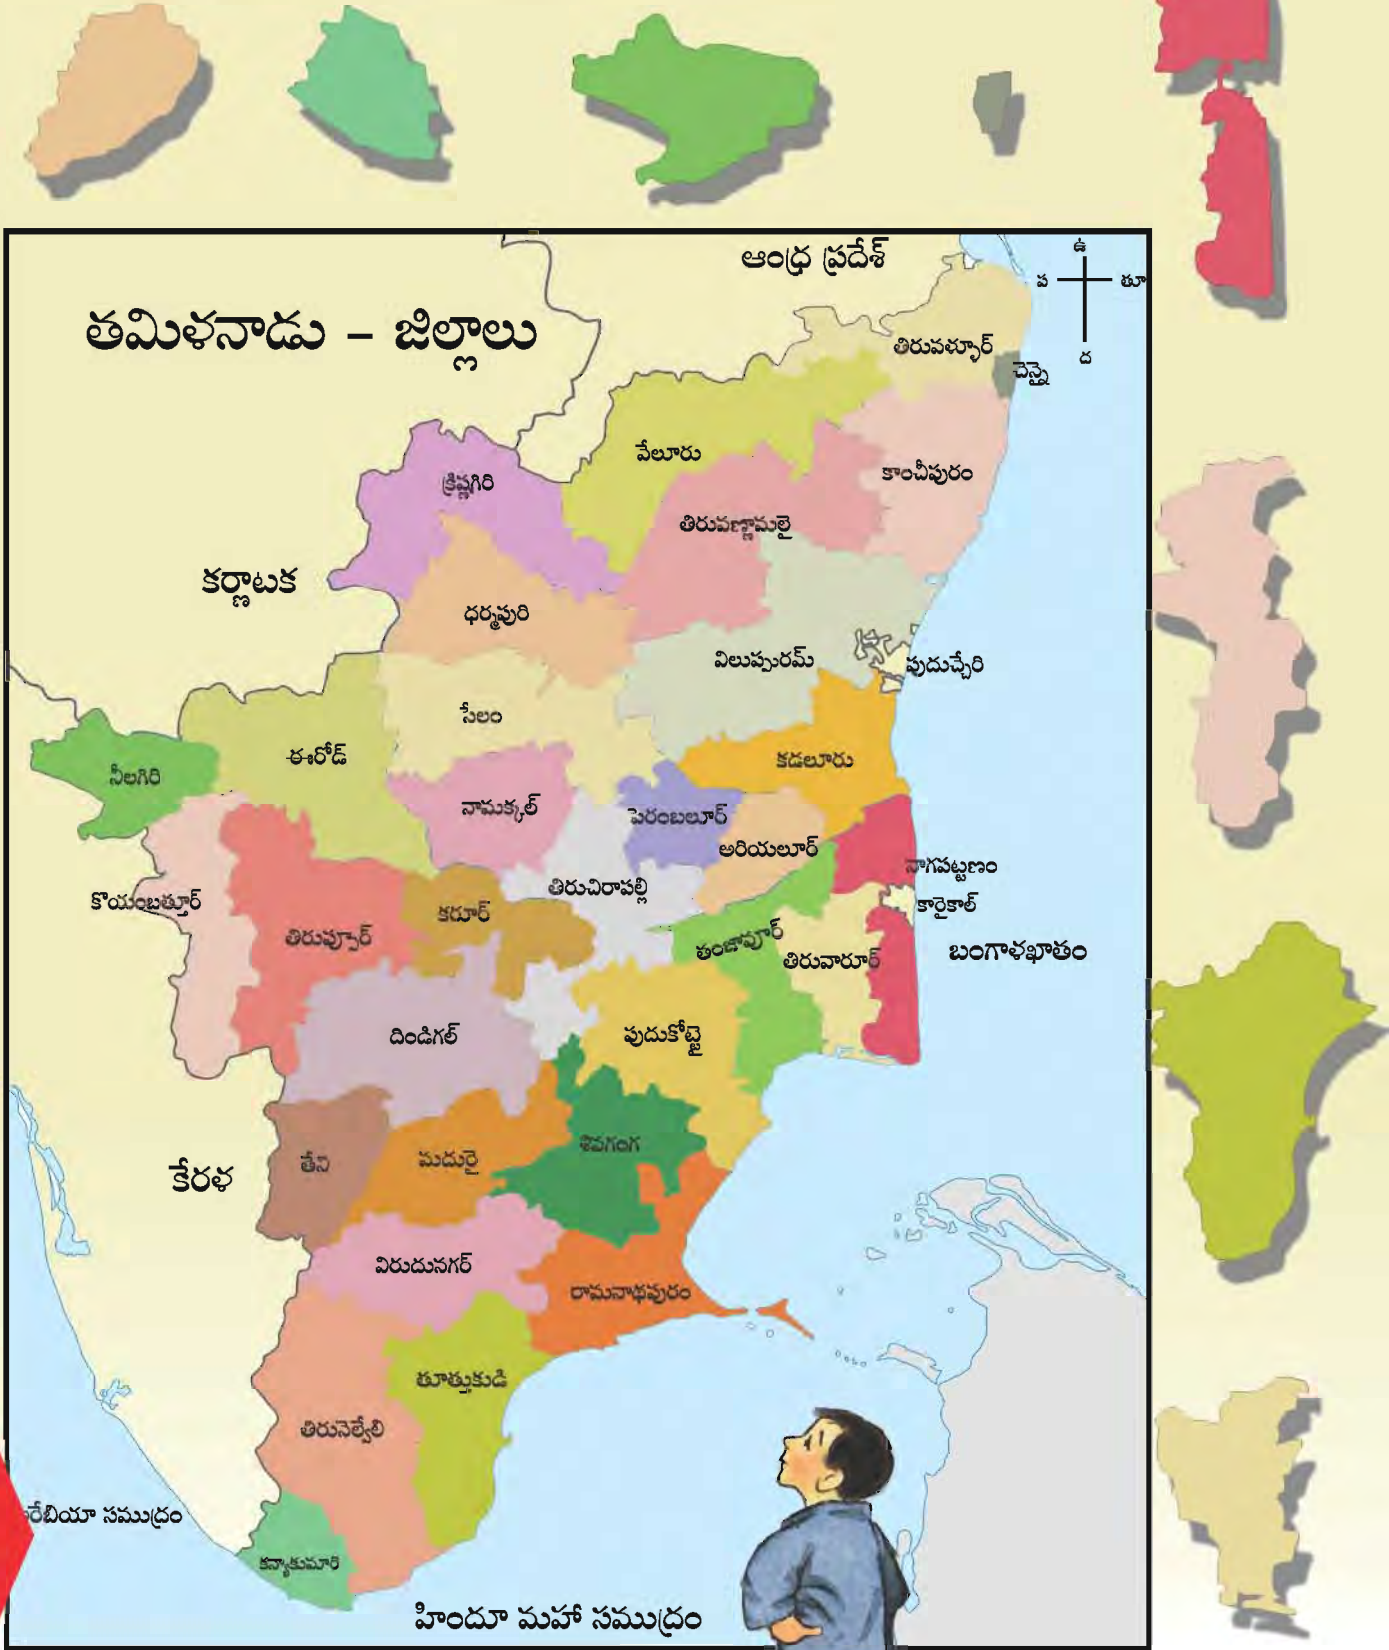 ఆంధ్ర ప్రదేశ్
ఉ
ప
తూ
ద
తమిళనాడు – జిల్లాలు
తిరువళ్ళూర్
చెన్నై
వేలూరు
కాంచీపురం
క్రిష్ణగిరి
తిరువణ్ణామలై
కర్ణాటక
ధర్మపురి
విలుప్పురమ్
పుదుచ్చేరి
సేలం
ఈరోడ్
కడలూరు
నీలగిరి
నామక్కల్
పెరంబలూర్
అరియలూర్
నాగపట్టణం
తిరుచిరాపల్లి
కొయంబత్తూర్
కరూర్
కారైకాల్
తిరుప్పూర్
తంజావూర్
తిరువారూర్
బంగాళఖాతం
దిండిగల్
పుదుకోట్టై
శివగంగ
తేని
మదురై
కేరళ
విరుదునగర్
రామనాథపురం
తూత్తుకుడి
తిరునెల్వేలి
రేబియా సముద్రం
కన్యాకుమారి
హిందూ మహా సముద్రం